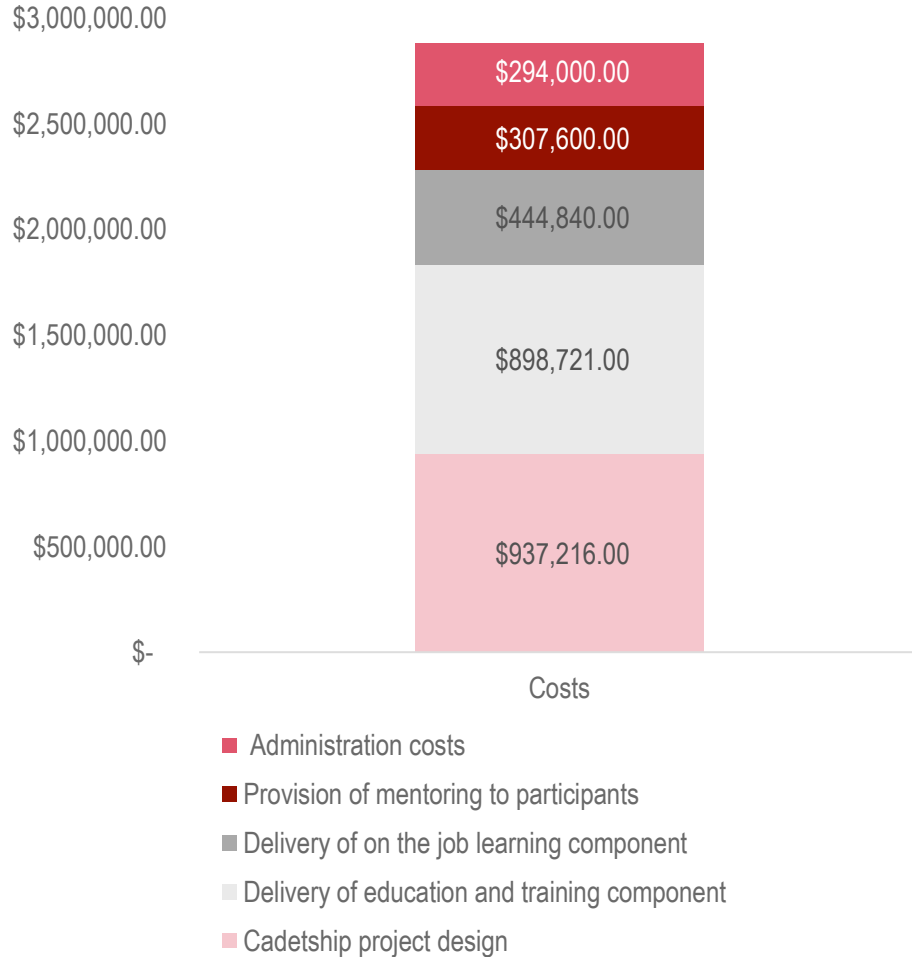 $3,000,000.00
$2,500,000.00
$2,000,000.00
$1,500,000.00
$1,000,000.00
$500,000.00
$-
$294,000.00
$307,600.00
$444,840.00
$898,721.00
$937,216.00
Costs
Administration costs
Provision of mentoring to participants
Delivery of on the job learning component
Delivery of education and training component
Cadetship project design